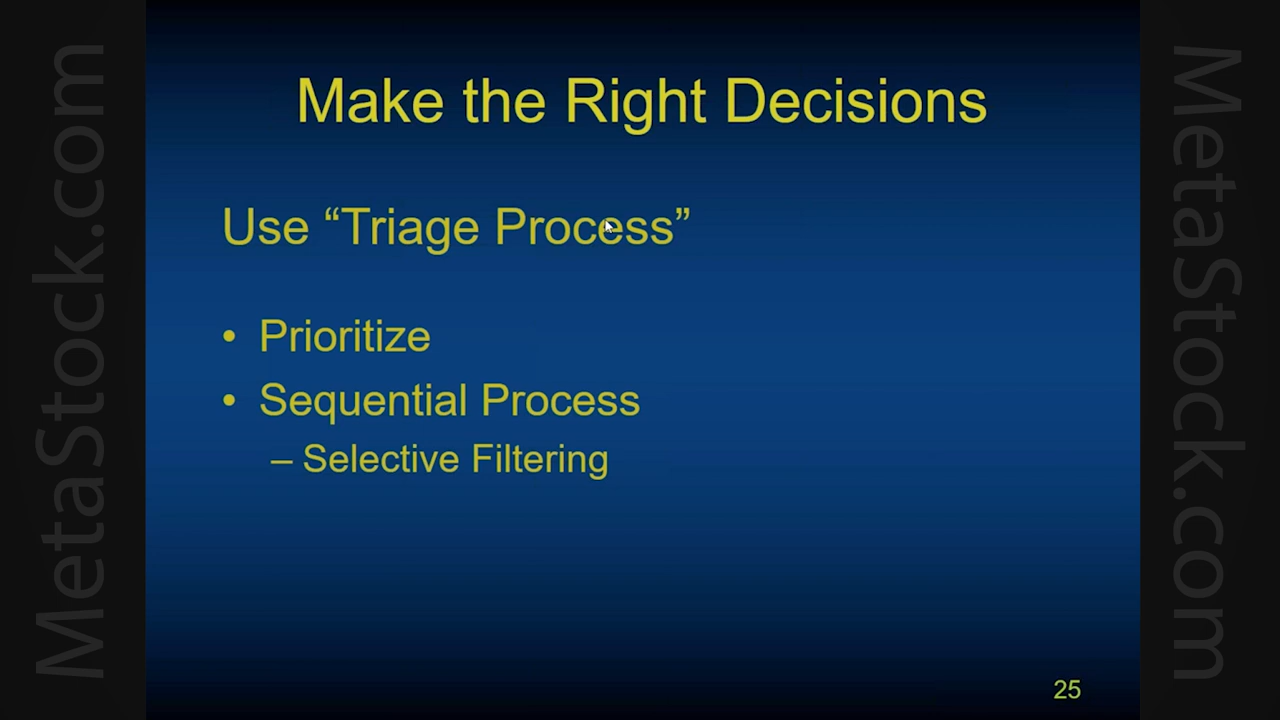 MetaStock.com
Make the Right Decisions
Use “Triage Process”
• Prioritize
• Sequential Process
– Selective Filtering
25
MetaStock.com